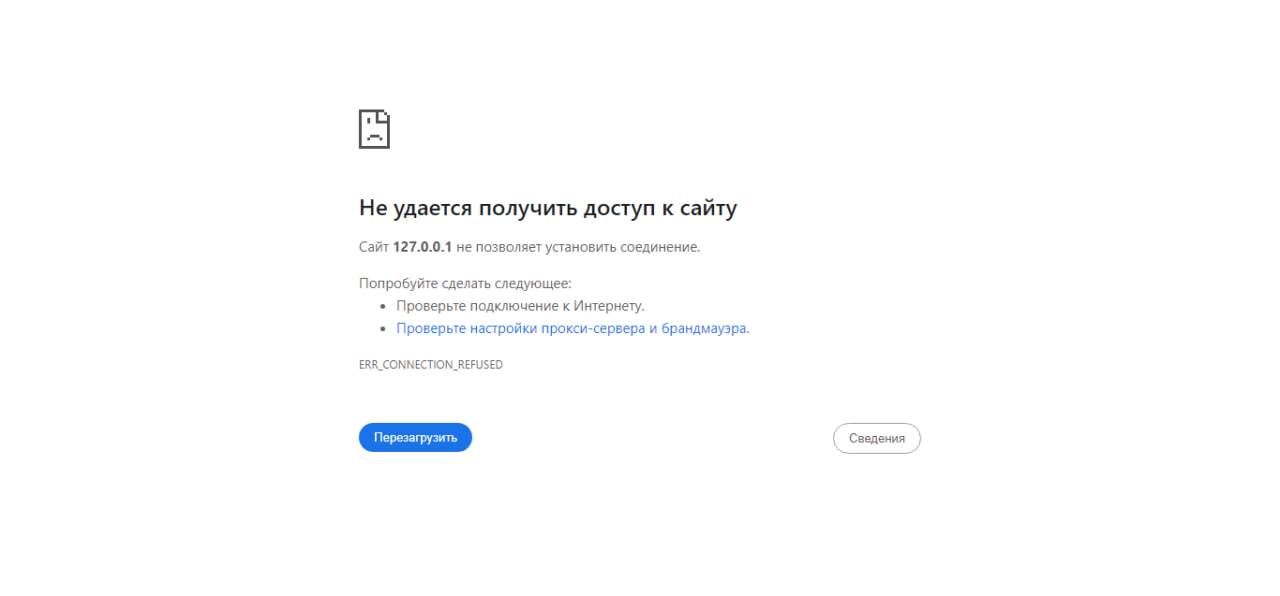 Не удается получить доступ к сайту
Сайт 127.0.0.1 не позволяет установить соединение.
Попробуйте сделать следующее:
Проверьте подключение к Интернету.
Проверьте настройки прокси-сервера и брандмауэра.
ERR_CONNECTION_REFUSED
Перезагрузить Сведения